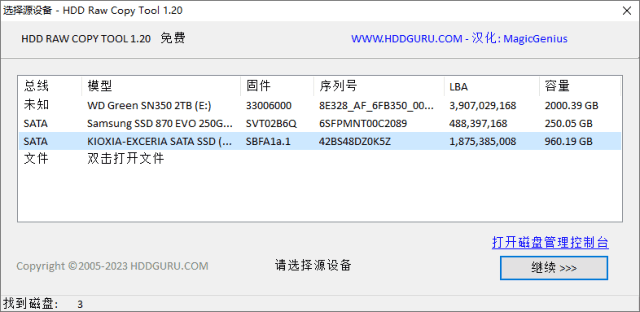 选择源设备 - HDD Raw Copy Tool 1.20
HDD RAW COPY TOOL 1.20 免费 WWW.HDDGURU.COM - 汉化: MagicGenius
总线 模型 固件 序列号 LBA 容量
未知 WD Green SN350 2TB (E:) 33006000 8E328_AF_6FB350_00... 3,907,029,168 2000.39 GB
SATA Samsung SSD 870 EVO 250G... SVT02B6Q 6SFPMNT00C2089 488,397,168 250.05 GB
SATA KIOXIA-EXCERIA SATA SSD (... SBFA1a.1 42BS48DZ0K5Z 1,875,385,008 960.19 GB
文件 双击打开文件
打开磁盘管理控制台
Copyright ©2005-2023 HDDGURU.COM 请选择源设备 继续 >>>
找到磁盘: 3